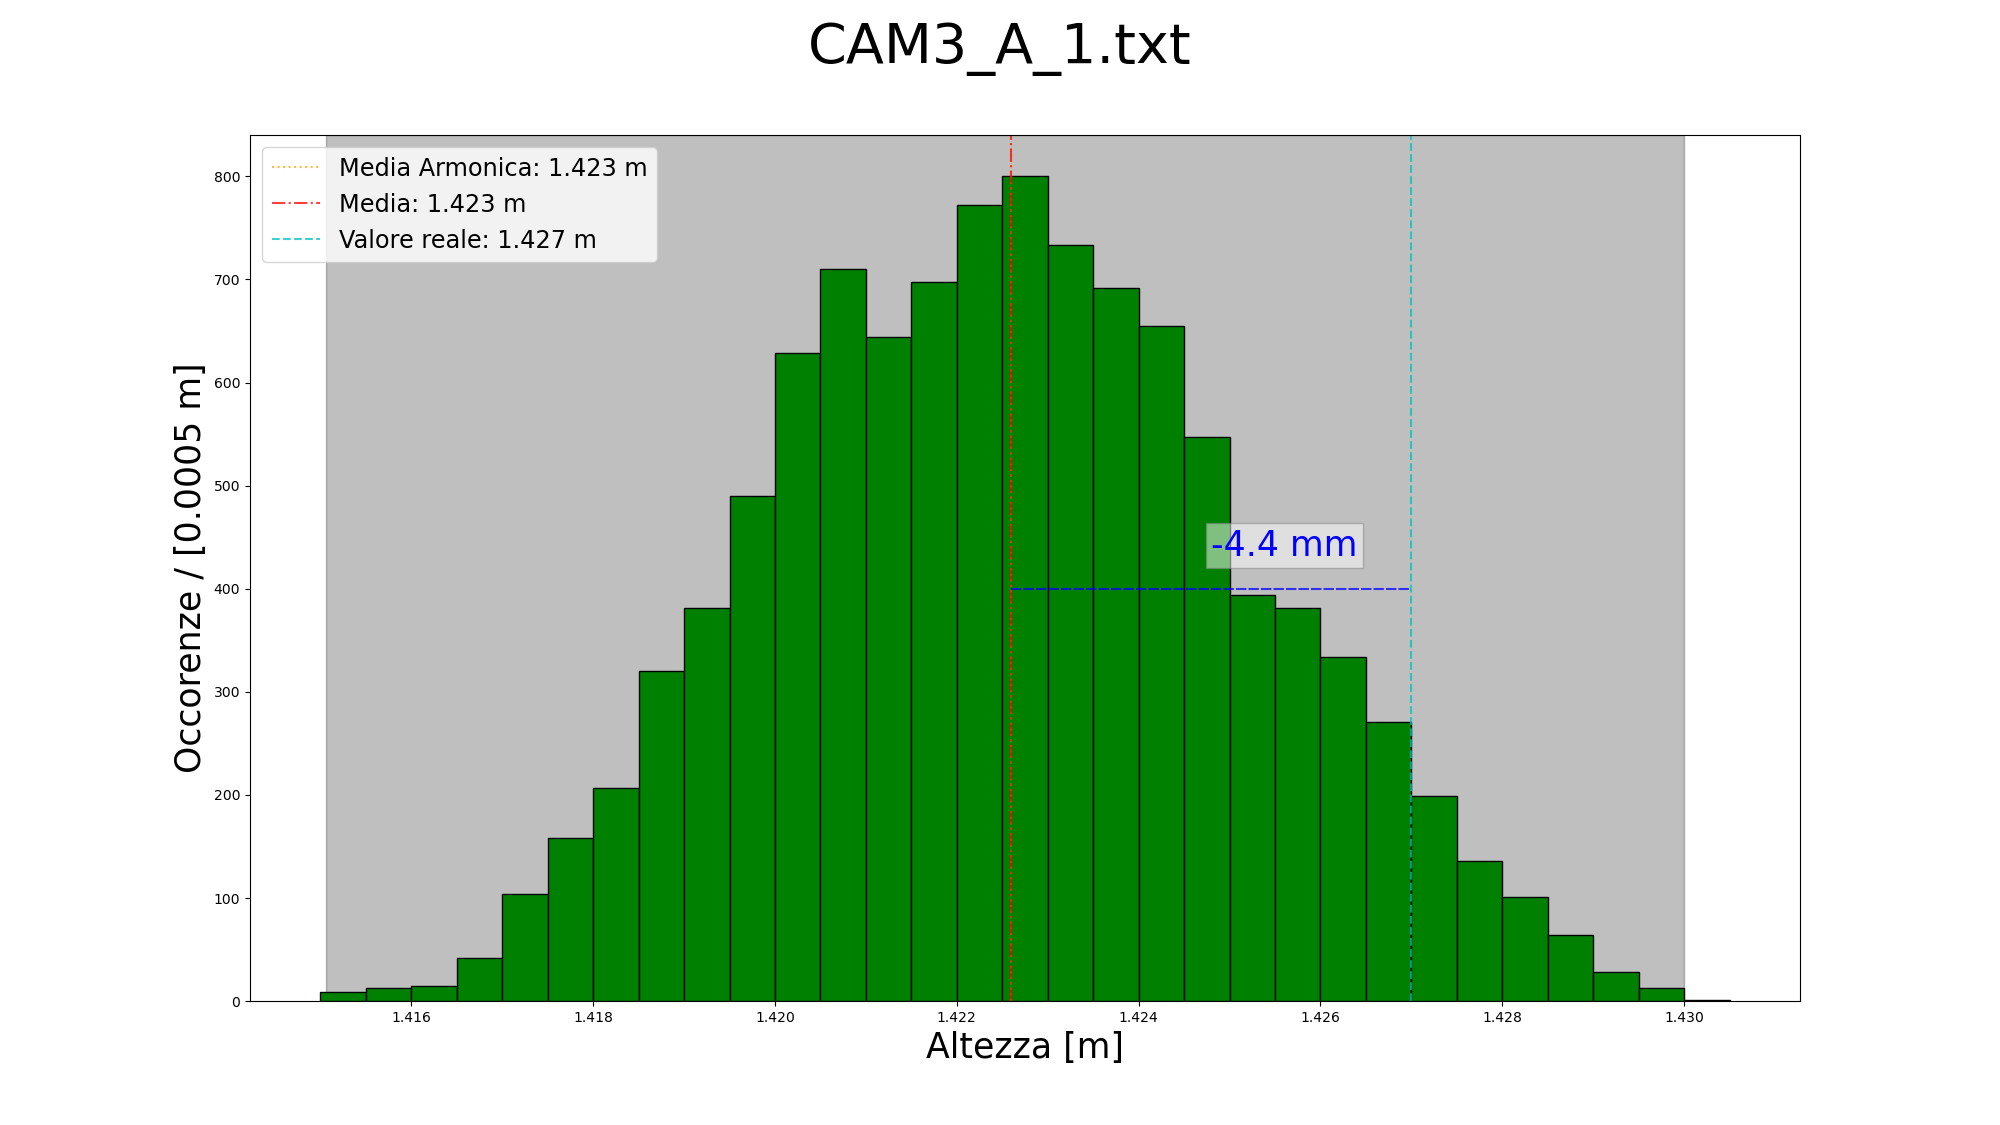 CAM3_A_1.txt
Media Armonica: 1.423 m
Media: 1.423 m
Valore reale: 1.427 m
-4.4 mm
Occorenze / [0.0005 m]
800
700
600
500
400
300
200
100
0
1.416 1.418 1.420 1.422 1.424 1.426 1.428 1.430
Altezza [m]